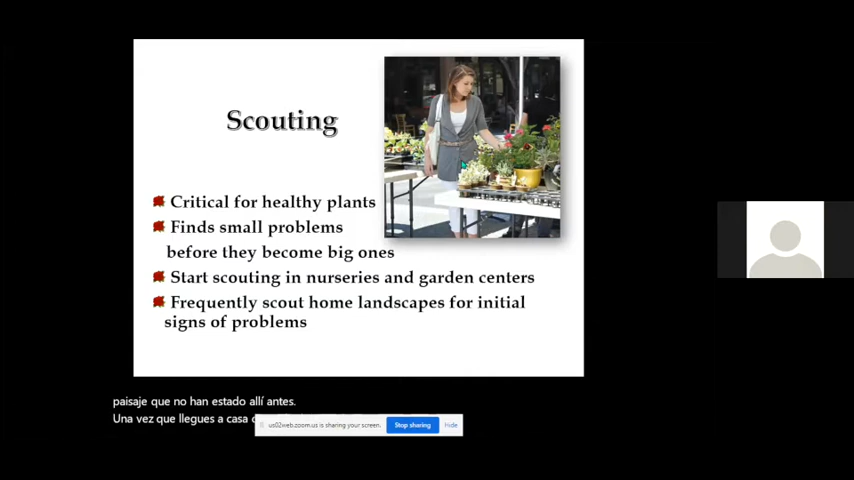 Scouting
Critical for healthy plants
Finds small problems
before they become big ones
Start scouting in nurseries and garden centers
Frequently scout home landscapes for initial
signs of problems
paisaje que no han estado allí antes.
Una vez que llegues a casa
us02web.zoom.us is sharing your screen.
Stop sharing
Hide